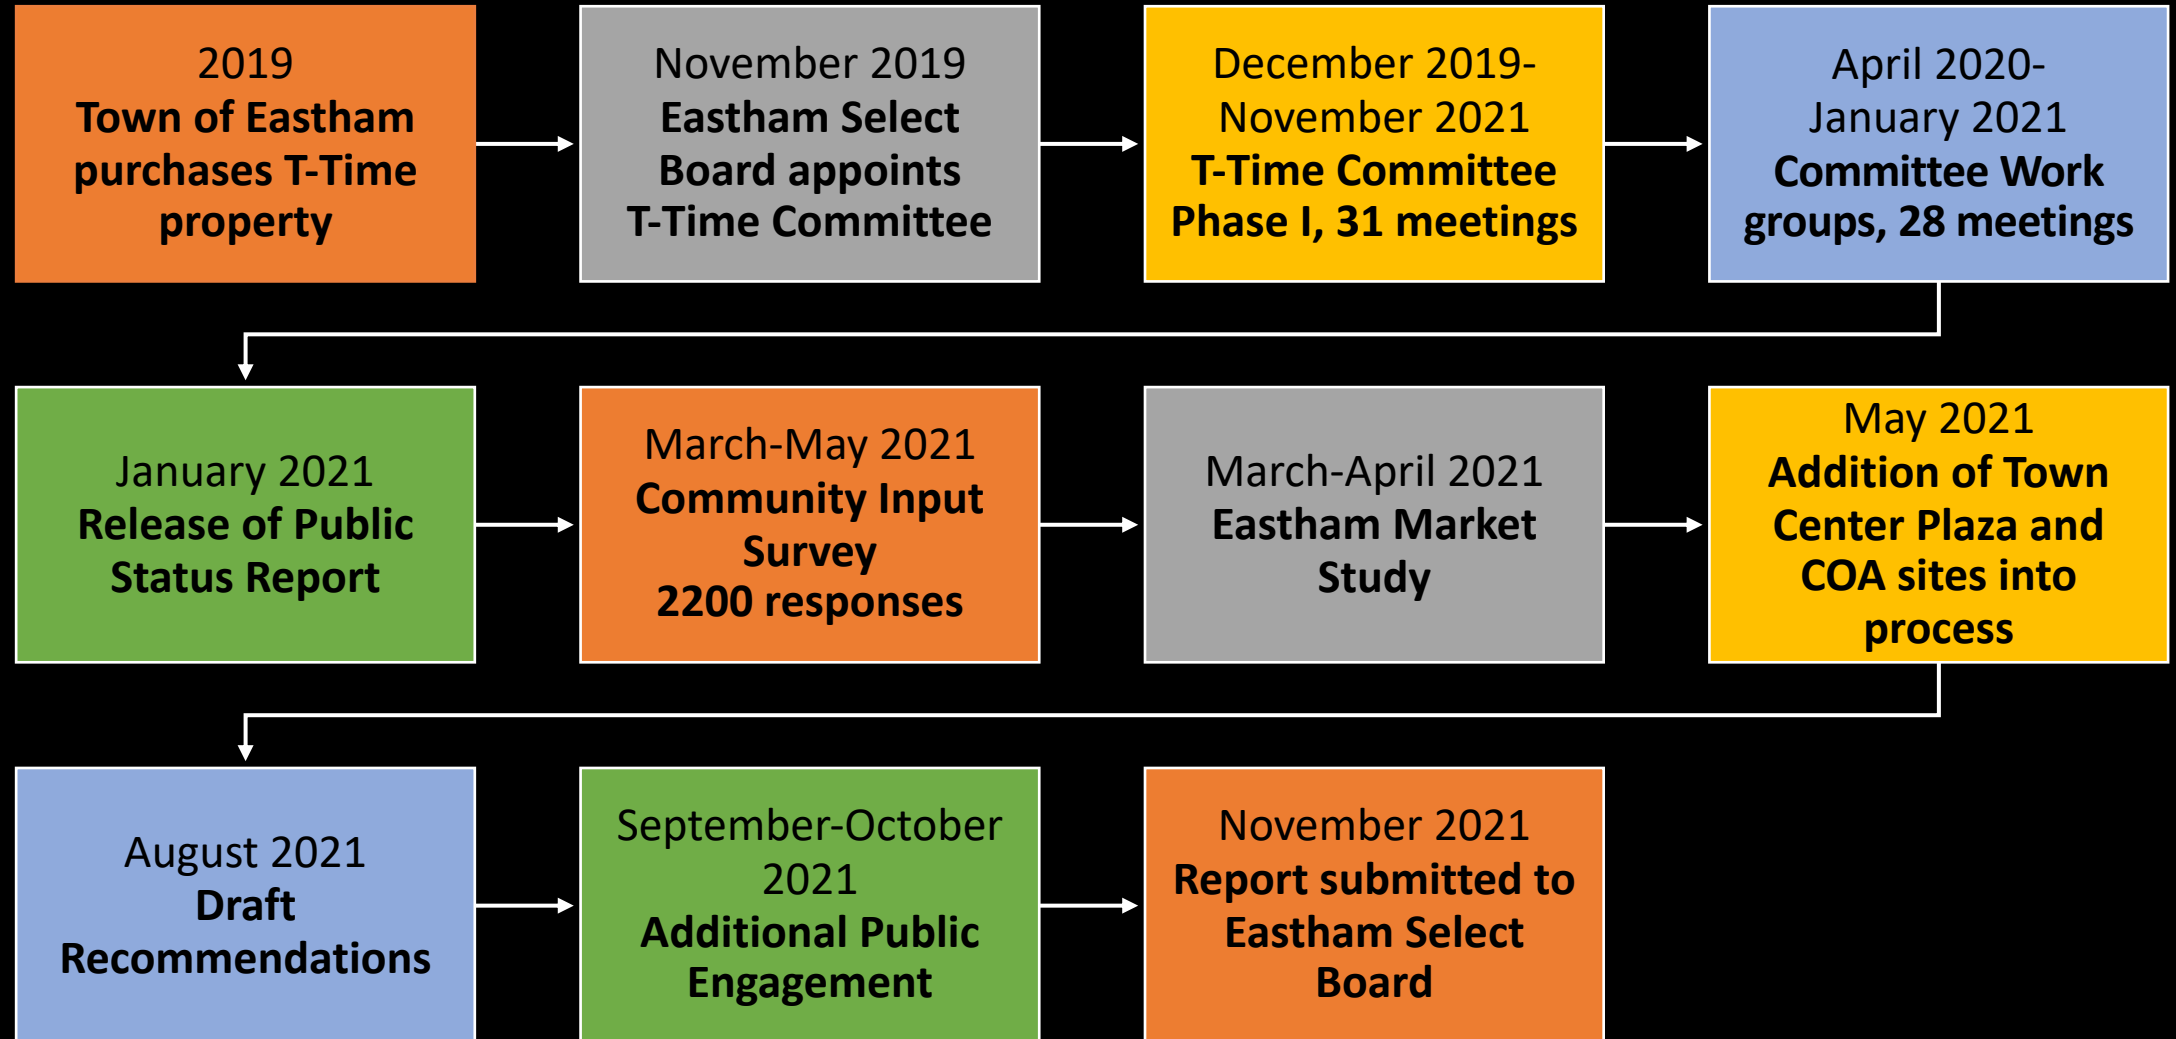 2019
Town of Eastham
purchases T-Time
property
November 2019
Eastham Select
Board appoints
T-Time Committee
December 2019-
November 2021
T-Time Committee
Phase I, 31 meetings
April 2020-
January 2021
Committee Work
groups, 28 meetings
January 2021
Release of Public
Status Report
March-May 2021
Community Input
Survey
2200 responses
March-April 2021
Eastham Market
Study
May 2021
Addition of Town
Center Plaza and
COA sites into
process
August 2021
Draft
Recommendations
September-October
2021
Additional Public
Engagement
November 2021
Report submitted to
Eastham Select
Board